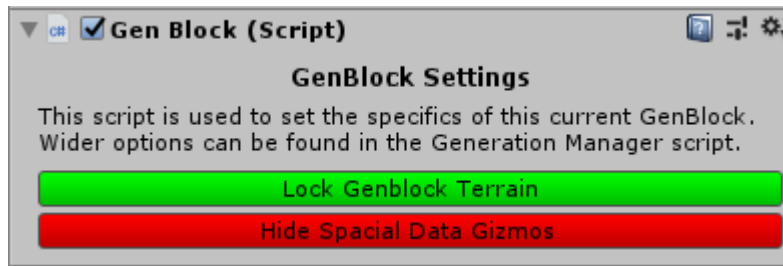 Gen Block (Script)
GenBlock Settings
This script is used to set the specifics of this current GenBlock.
Wider options can be found in the Generation Manager script.
Lock Genblock Terrain
Hide Spacial Data Gizmos